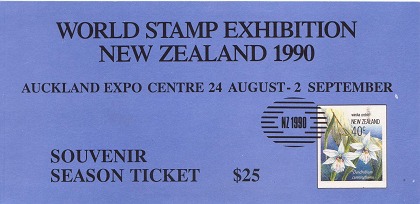 WORLD STAMP EXHIBITION
NEW ZEALAND 1990
AUCKLAND EXPO CENTRE 24 AUGUST - 2 SEPTEMBER
NZ 1990
NEW ZEALAND
40c
SOUVENIR
SEASON TICKET $25